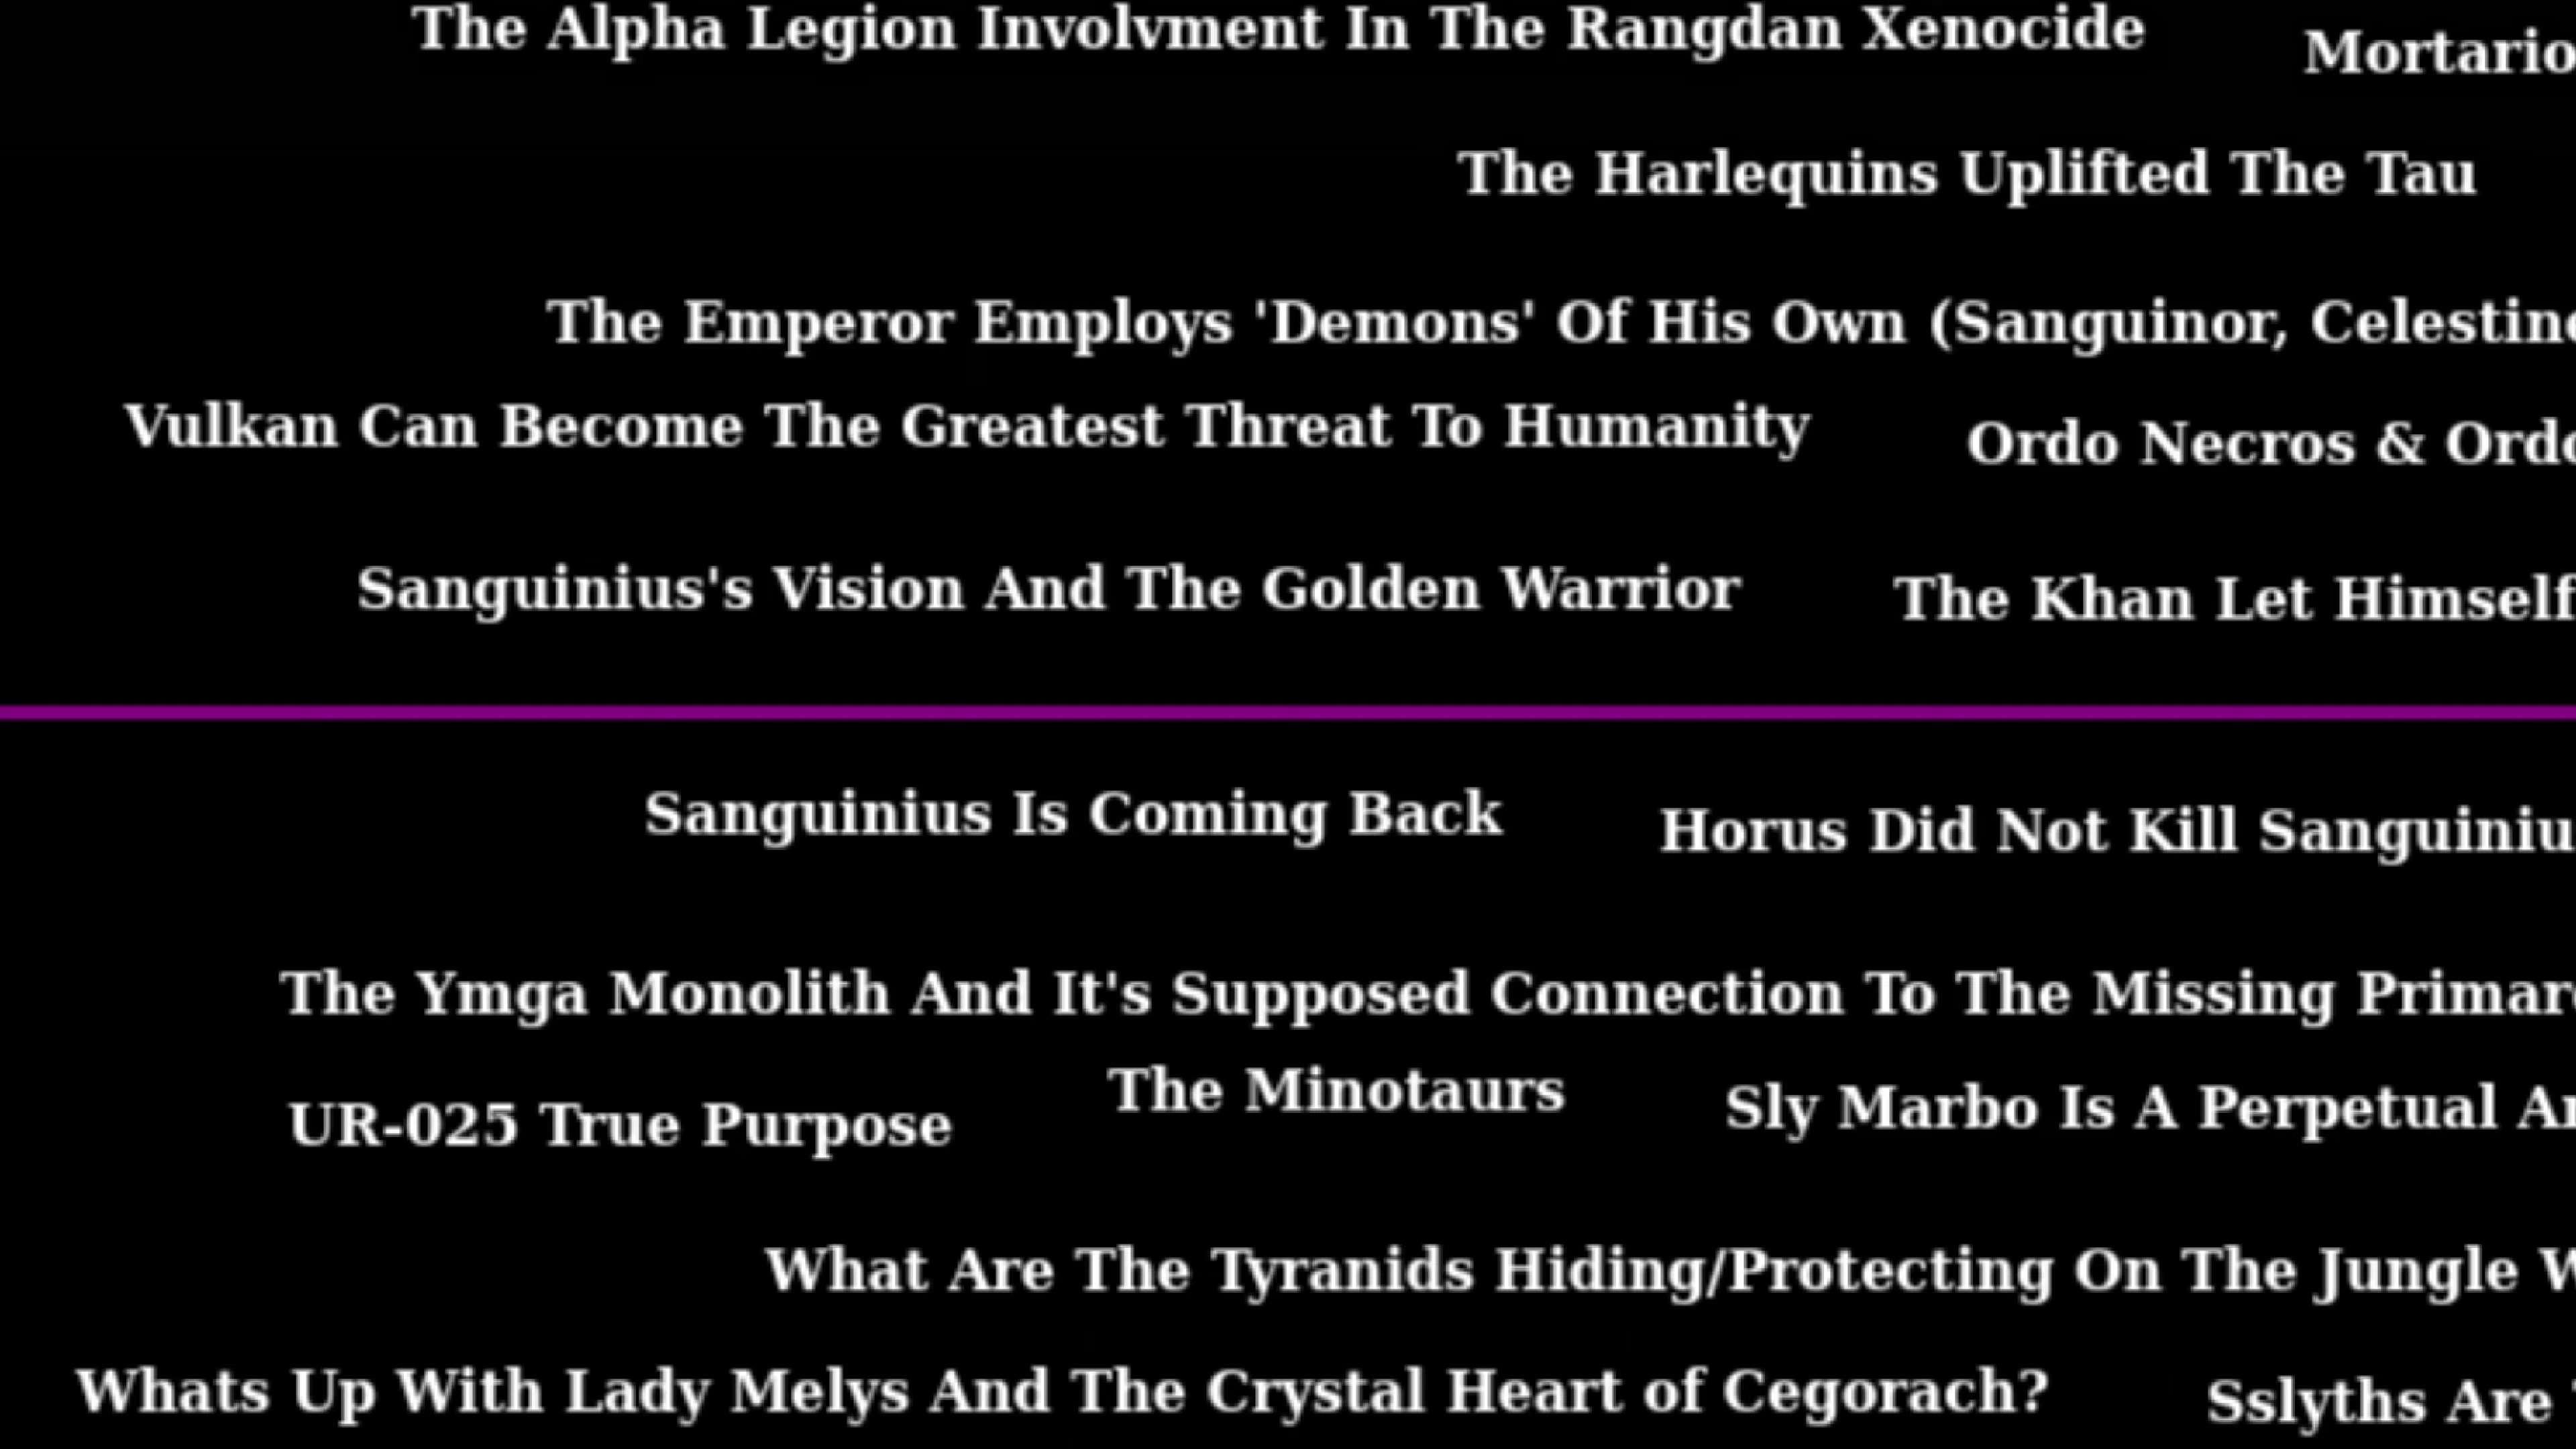 The Alpha Legion Involvment In The Rangdan Xenocide
Mortario
The Harlequins Uplifted The Tau
The Emperor Employs 'Demons' Of His Own (Sanguinor, Celestine
Vulkan Can Become The Greatest Threat To Humanity
Ordo Necros & Ordo
Sanguinius's Vision And The Golden Warrior
The Khan Let Himself
Sanguinius Is Coming Back
Horus Did Not Kill Sanguiniu
The Ymga Monolith And It's Supposed Connection To The Missing Primarc
The Minotaurs
UR-025 True Purpose
Sly Marbo Is A Perpetual An
What Are The Tyranids Hiding/Protecting On The Jungle W
Whats Up With Lady Melys And The Crystal Heart of Cegorach?
Sslyths Are